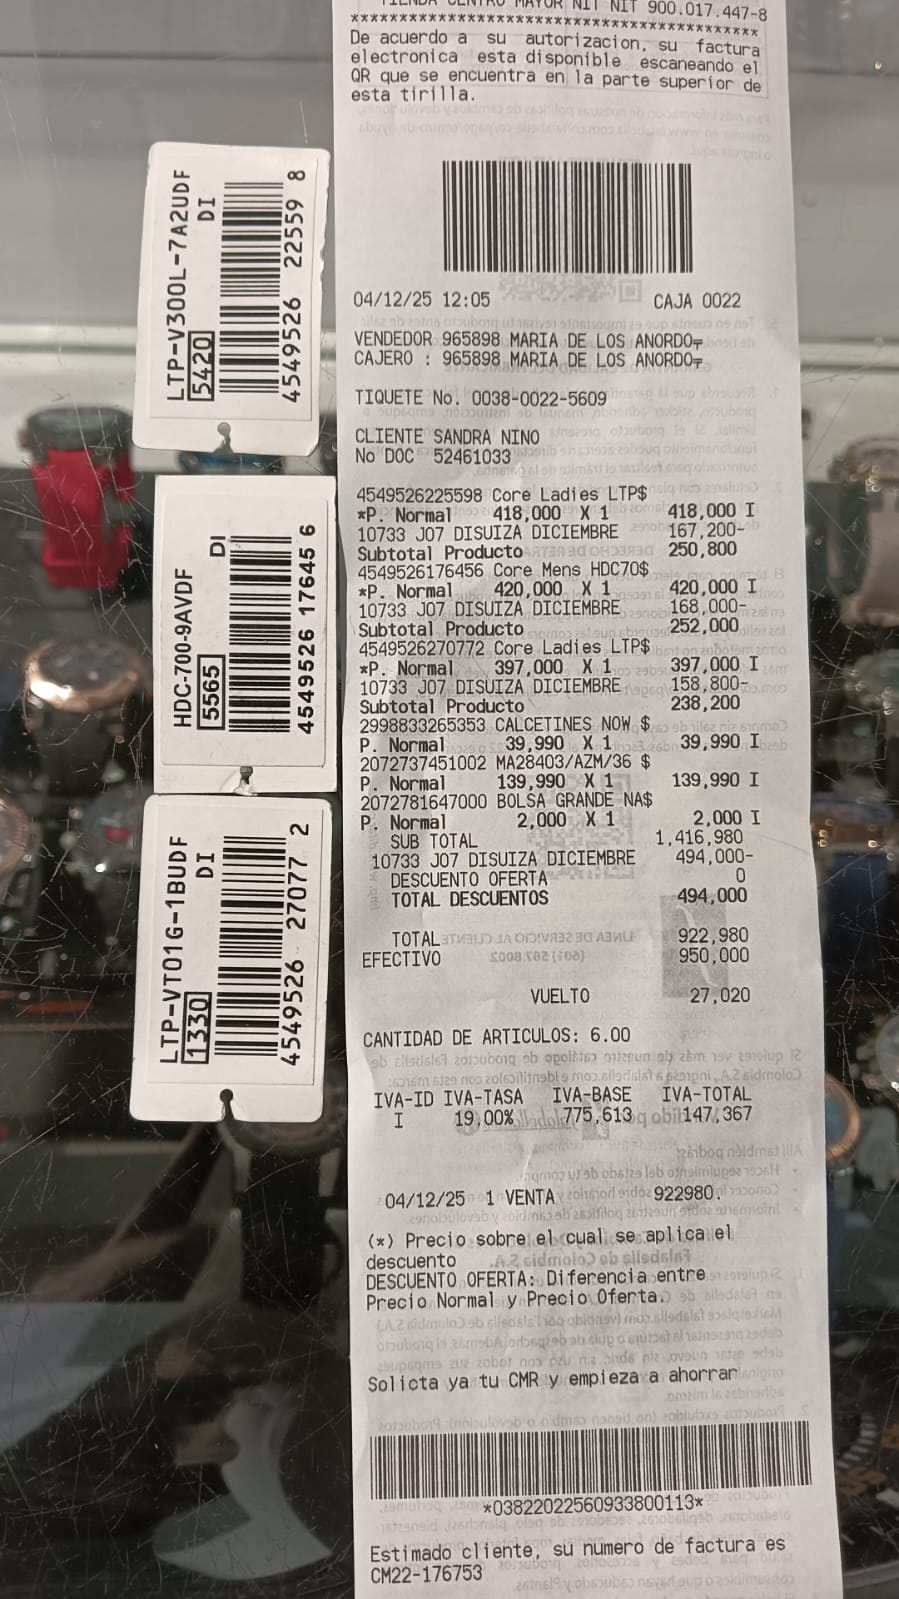 TIENDA CENTRO MAYOR NIT NIT 900.017.447-8
******************************************
De acuerdo a su autorizacion, su factura
electronica esta disponible escaneando el
QR que se encuentra en la parte superior de
esta tirilla.
04/12/25 12:05 CAJA 0022
VENDEDOR 965898 MARIA DE LOS ANORDO
CAJERO : 965898 MARIA DE LOS ANORDO
TIQUETE No. 0038-0022-5609
CLIENTE SANDRA NINO
No DOC 52461033
4549526225598 Core Ladies LTP$
*P. Normal 418,000 X 1 418,000 I
10733 J07 DISUIZA DICIEMBRE 167,200-
Subtotal Producto 250,800
4549526176456 Core Mens HDC70$
*P. Normal 420,000 X 1 420,000 I
10733 J07 DISUIZA DICIEMBRE 168,000-
Subtotal Producto 252,000
4549526270772 Core Ladies LTP$
*P. Normal 397,000 X 1 397,000 I
10733 J07 DISUIZA DICIEMBRE 158,800-
Subtotal Producto 238,200
2998833265353 CALCETINES NOW $
P. Normal 39,990 X 1 39,990 I
2072737451002 MA28403/AZM/36 $
P. Normal 139,990 X 1 139,990 I
2072781647000 BOLSA GRANDE NA$
P. Normal 2,000 X 1 2,000 I
SUB TOTAL 1,416,980
10733 J07 DISUIZA DICIEMBRE 494,000-
DESCUENTO OFERTA 0
TOTAL DESCUENTOS 494,000
TOTAL 922,980
EFECTIVO 950,000
VUELTO 27,020
CANTIDAD DE ARTICULOS: 6.00
IVA-ID IVA-TASA IVA-BASE IVA-TOTAL
I 19,00% 775,613 147,367
04/12/25 1 VENTA 922980.
(*) Precio sobre el cual se aplica el
descuento
DESCUENTO OFERTA: Diferencia entre
Precio Normal y Precio Oferta.
Solicta ya tu CMR y empieza a ahorrar
*03822022560933800113*
Estimado cliente, su numero de factura es
CM22-176753
LTP-V300L-7A2UDF
DI
5420
4549526 22559 8
HDC-700-9AVDF
DI
5565
4549526 17645 6
LTP-VT01G-1BUDF
DI
1330
4549526 27077 2